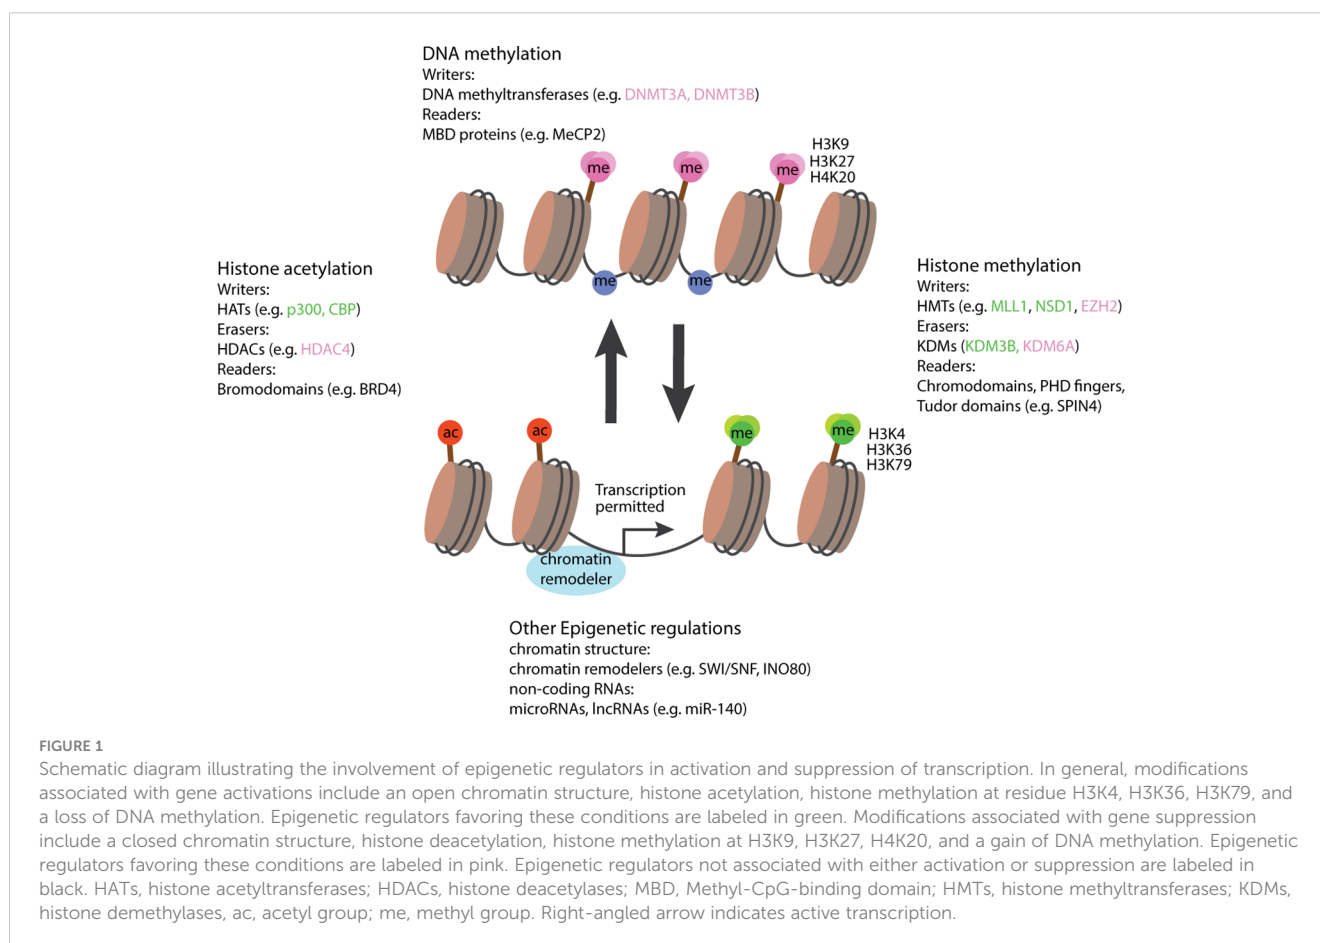 DNA methylation
Writers:
DNA methyltransferases (e.g. DNMT3A, DNMT3B)
Readers:
MBD proteins (e.g. MeCP2)
me
me
me
H3K9
H3K27
H4K20
me
me
Histone acetylation
Writers:
HATs (e.g. p300, CBP)
Erasers:
HDACs (e.g. HDAC4)
Readers:
Bromodomains (e.g. BRD4)
Histone methylation
Writers:
HMTs (e.g. MLL1, NSD1, EZH2)
Erasers:
KDMs (KDM3B, KDM6A)
Readers:
Chromodomains, PHD fingers,
Tudor domains (e.g. SPIN4)
ac
ac
me
me
H3K4
H3K36
H3K79
Transcription
permitted
chromatin
remodeler
Other Epigenetic regulations
chromatin structure:
chromatin remodelers (e.g. SWI/SNF, INO80)
non-coding RNAs:
microRNAs, lncRNAs (e.g. miR-140)
FIGURE 1
Schematic diagram illustrating the involvement of epigenetic regulators in activation and suppression of transcription. In general, modifications
associated with gene activations include an open chromatin structure, histone acetylation, histone methylation at residue H3K4, H3K36, H3K79, and
a loss of DNA methylation. Epigenetic regulators favoring these conditions are labeled in green. Modifications associated with gene suppression
include a closed chromatin structure, histone deacetylation, histone methylation at H3K9, H3K27, H4K20, and a gain of DNA methylation. Epigenetic
regulators favoring these conditions are labeled in pink. Epigenetic regulators not associated with either activation or suppression are labeled in
black. HATs, histone acetyltransferases; HDACs, histone deacetylases; MBD, Methyl-CpG-binding domain; HMTs, histone methyltransferases; KDMs,
histone demethylases, ac, acetyl group; me, methyl group. Right-angled arrow indicates active transcription.